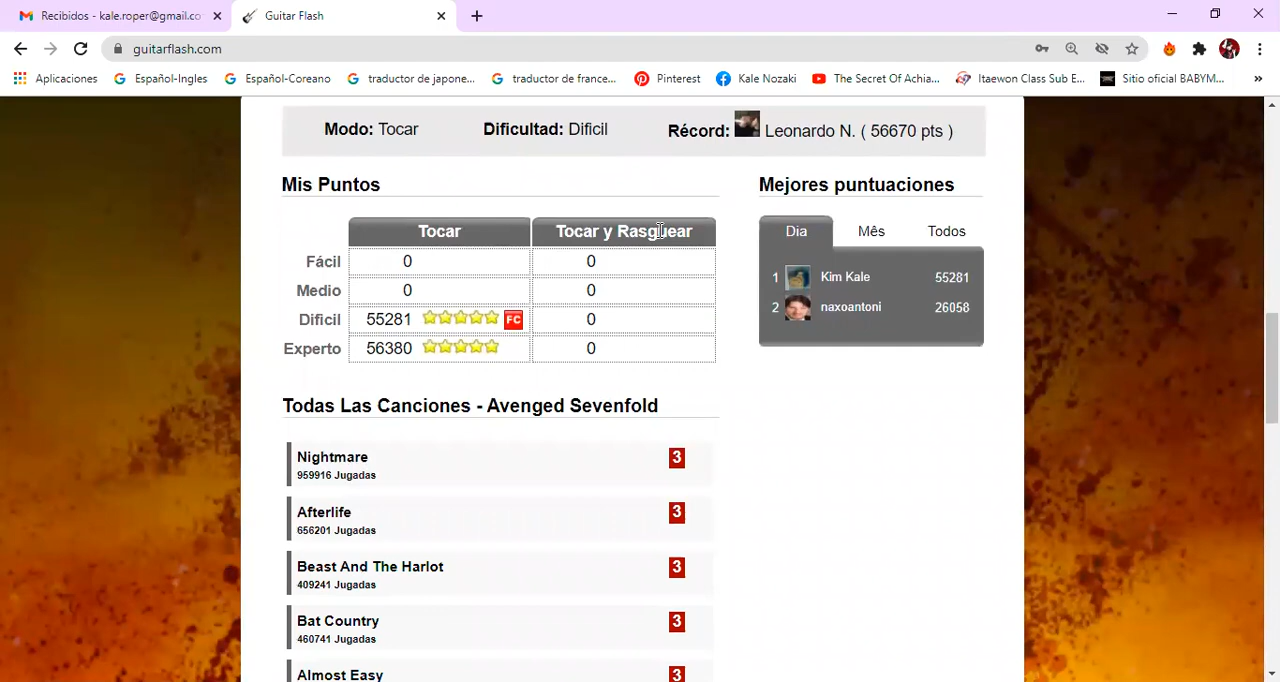 Recibidos - kale.roper@gmail.co
Guitar Flash
guitarflash.com
Aplicaciones
Español-Ingles
Español-Coreano
traductor de japone...
traductor de france...
Pinterest
Kale Nozaki
The Secret Of Achia...
Itaewon Class Sub E...
Sitio oficial BABYM...
»
Modo: Tocar Dificultad: Dificil Récord: Leonardo N. ( 56670 pts )
Mis Puntos
Tocar Tocar y Rasguear
Fácil 0 0
Medio 0 0
Dificil 55281 FC 0
Experto 56380 0
Mejores puntuaciones
Dia Mês Todos
1 Kim Kale 55281
2 naxoantoni 26058
Todas Las Canciones - Avenged Sevenfold
Nightmare 3
959916 Jugadas
Afterlife 3
656201 Jugadas
Beast And The Harlot 3
409241 Jugadas
Bat Country 3
460741 Jugadas
Almost Easy 3